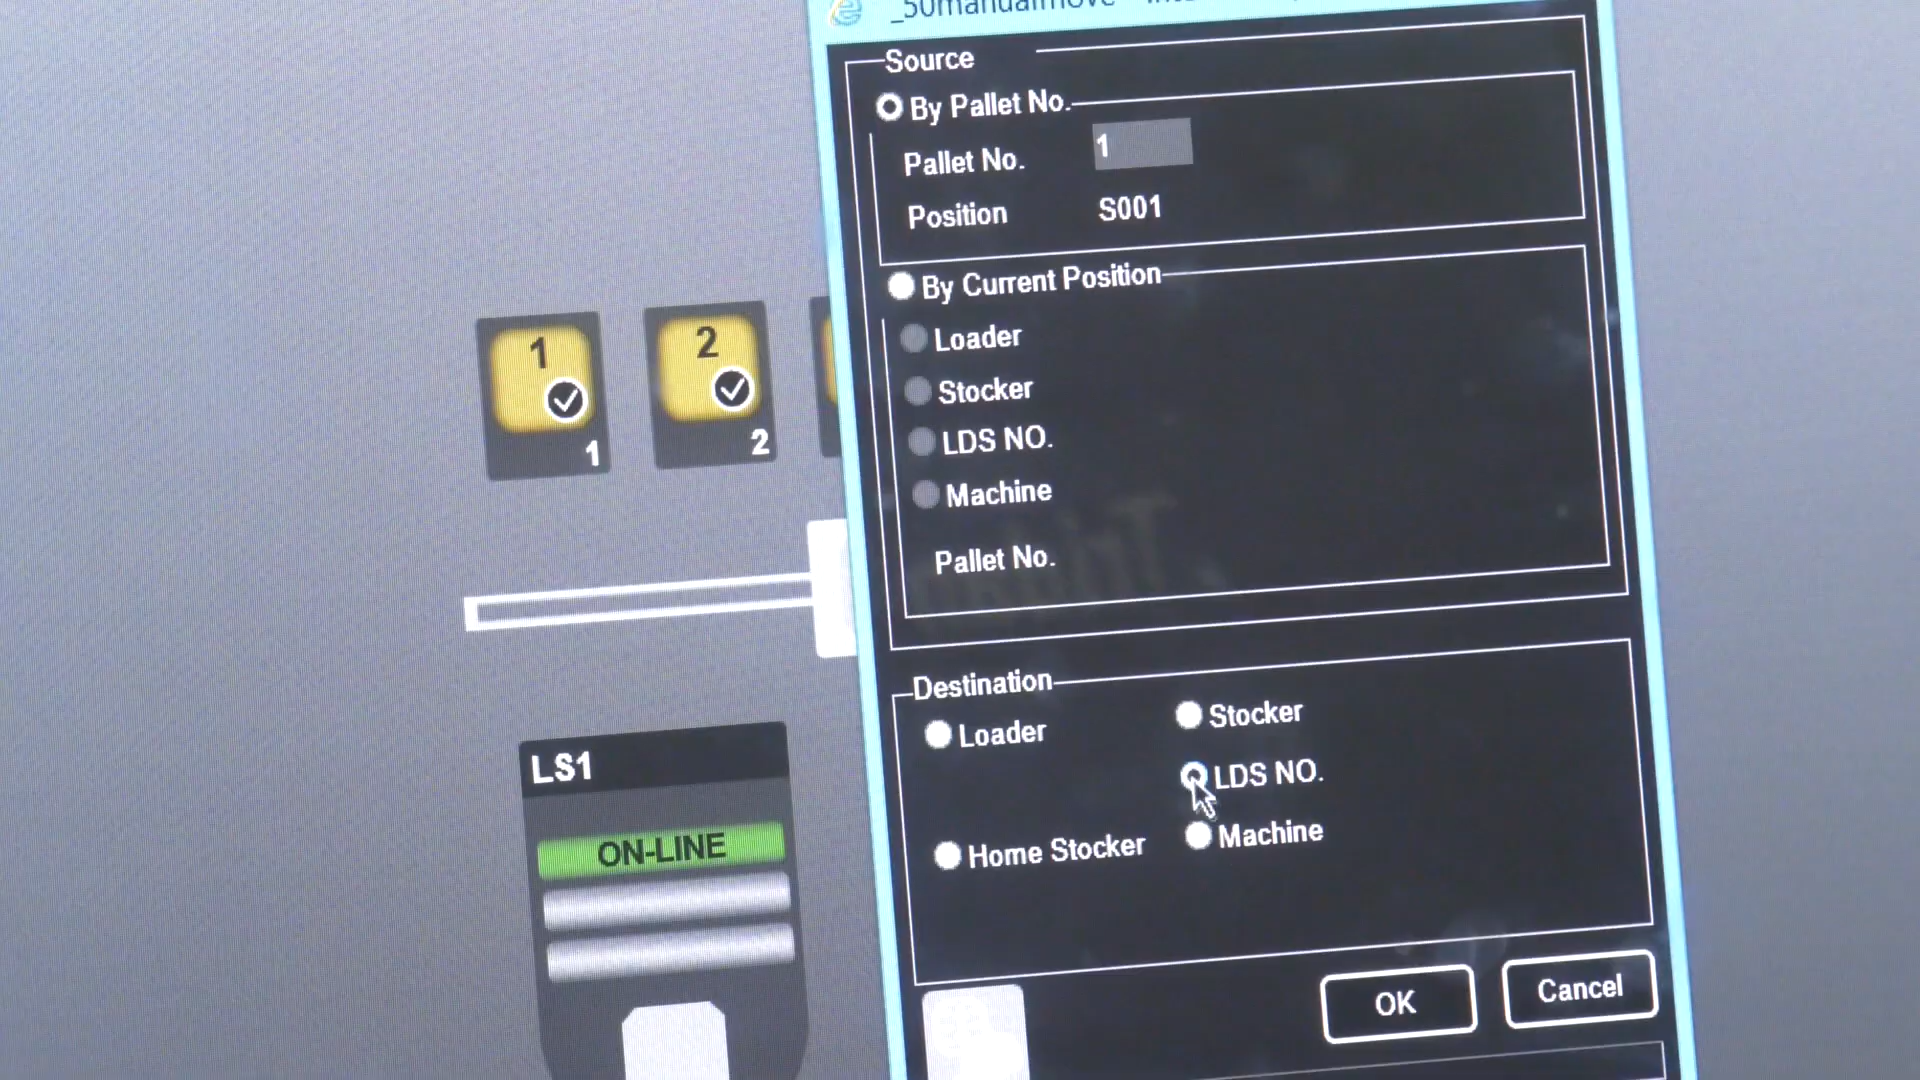 Source
By Pallet No.
Pallet No.
1
Position
S001
By Current Position
Loader
Stocker
LDS NO.
Machine
Pallet No.
Destination
Loader
Stocker
LDS NO.
Home Stocker
Machine
OK
Cancel
1
1
2
2
LS1
ON-LINE